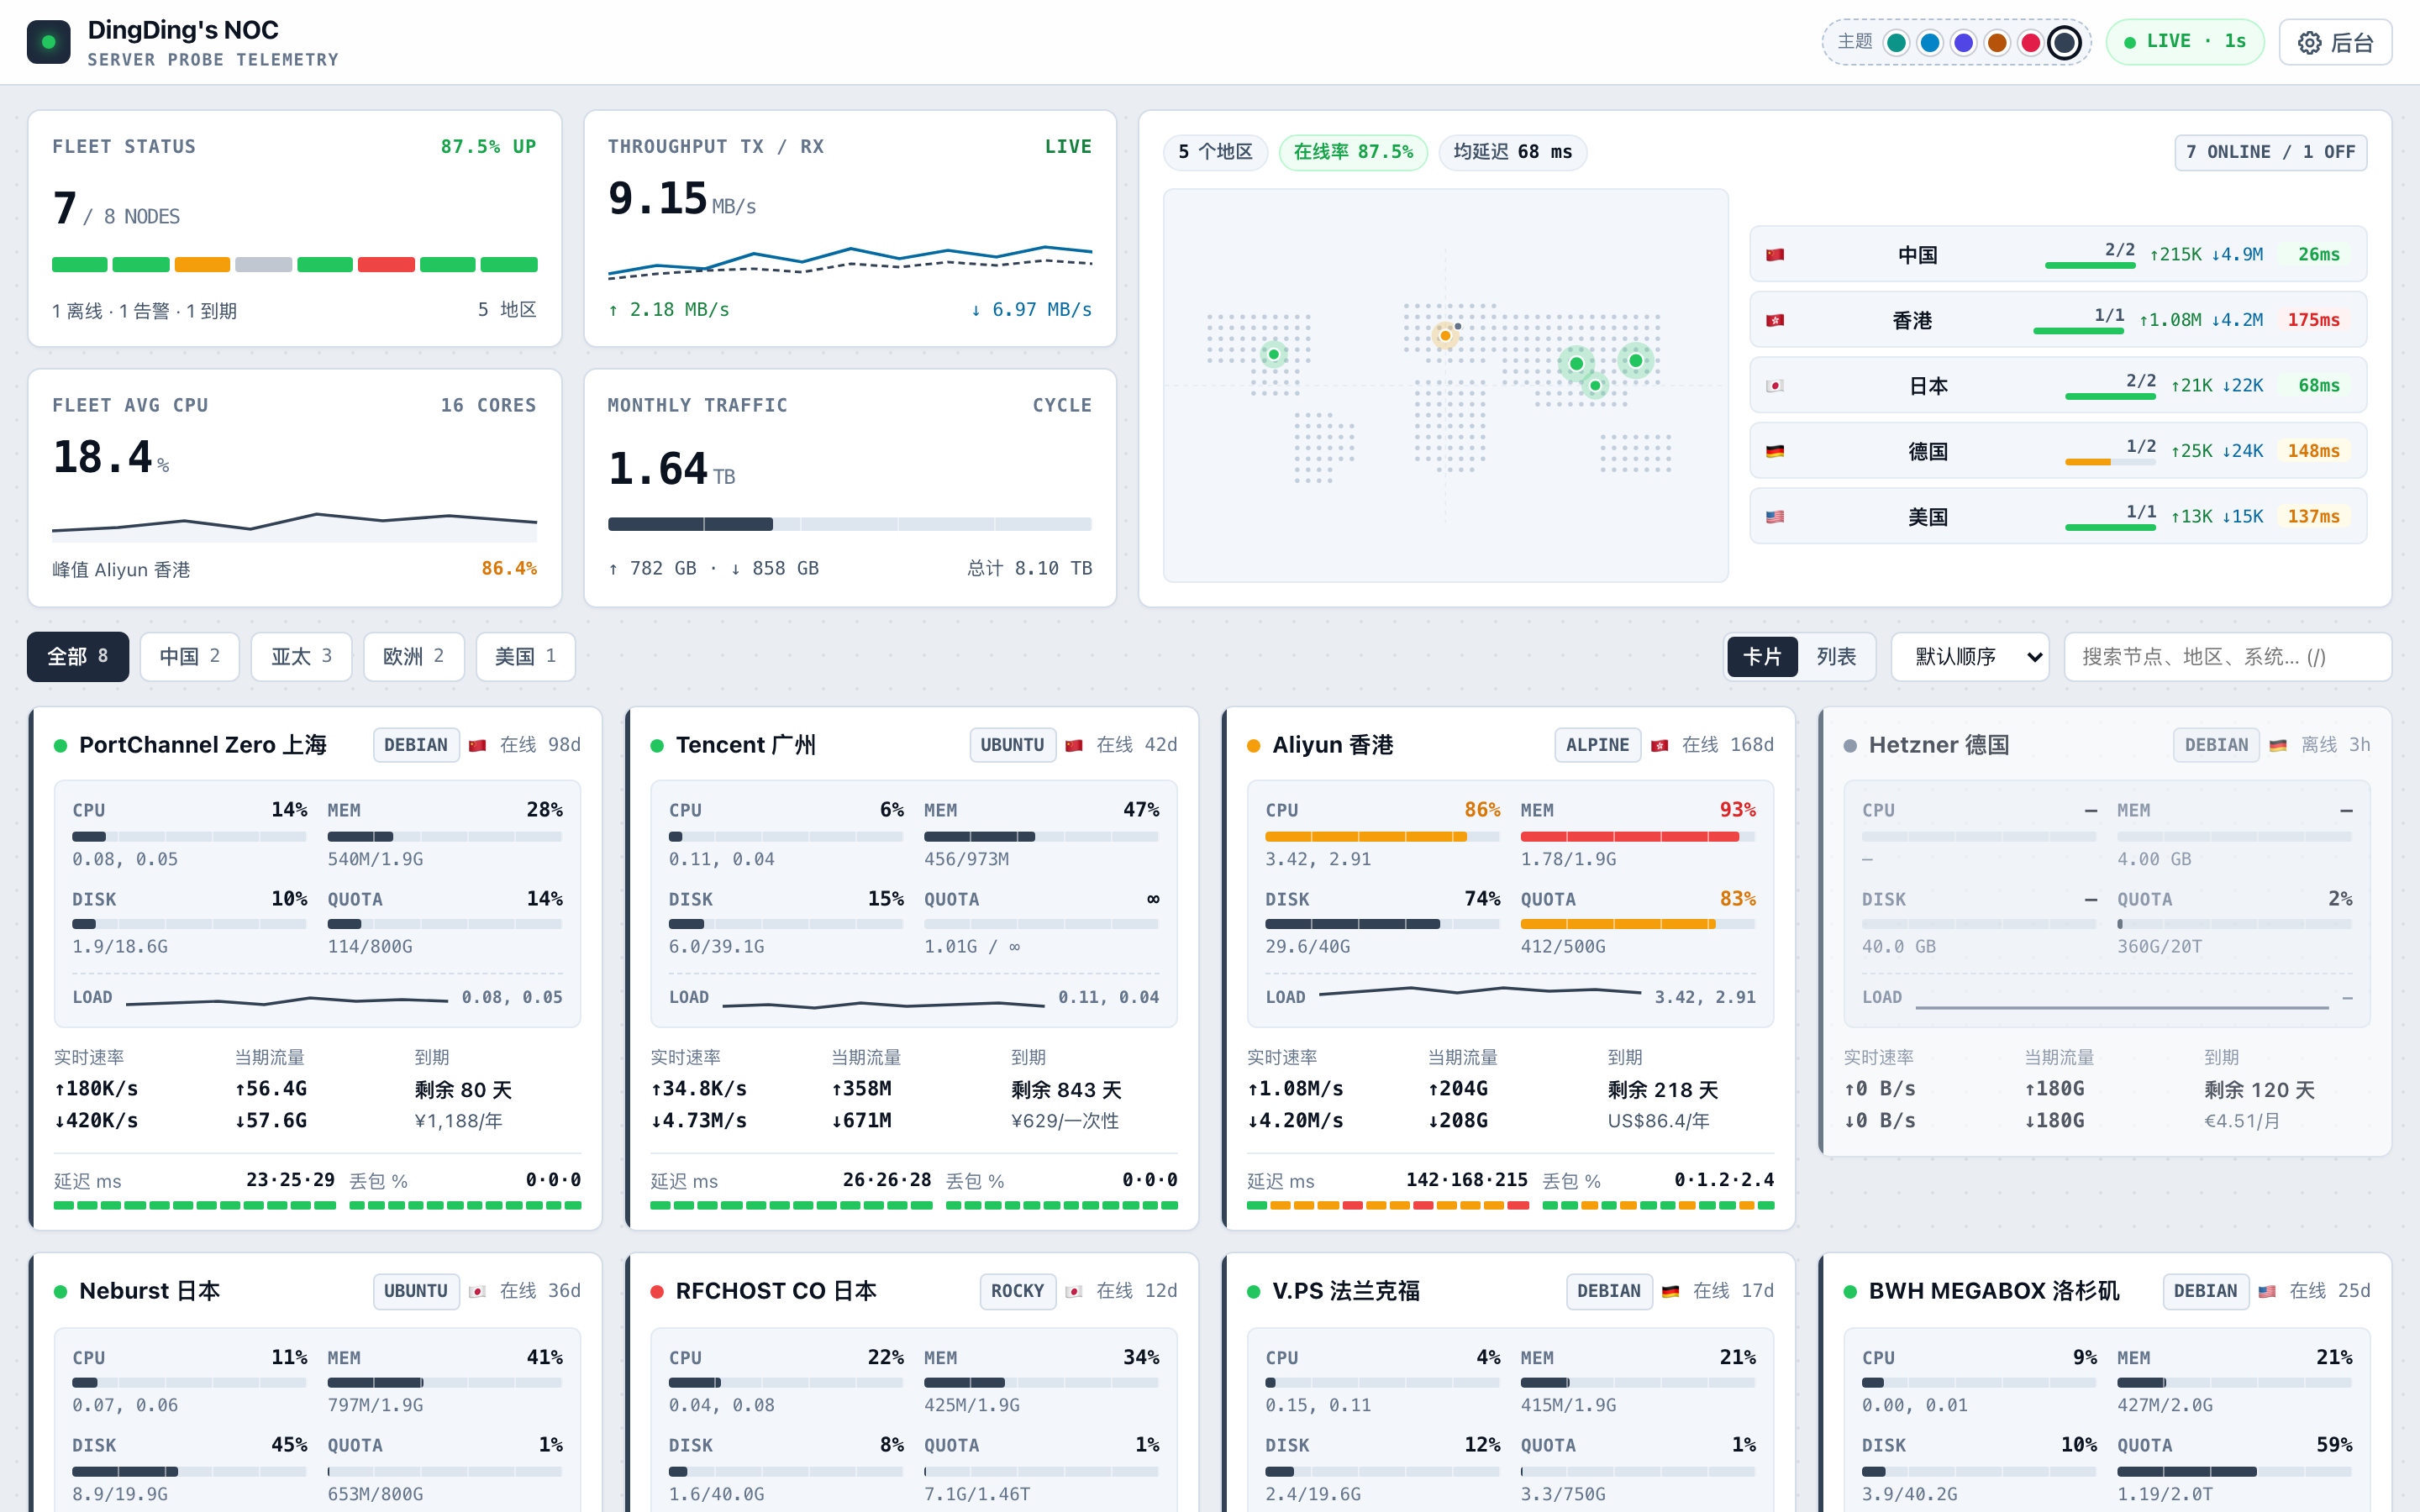 DingDing's NOC
SERVER PROBE TELEMETRY
主题
LIVE · 1s
后台
FLEET STATUS 87.5% UP
7 / 8 NODES
1 离线 · 1 告警 · 1 到期 5 地区
THROUGHPUT TX / RX LIVE
9.15 MB/s
↑ 2.18 MB/s ↓ 6.97 MB/s
FLEET AVG CPU 16 CORES
18.4 %
峰值 Aliyun 香港 86.4%
MONTHLY TRAFFIC CYCLE
1.64 TB
↑ 782 GB · ↓ 858 GB 总计 8.10 TB
5 个地区 在线率 87.5% 均延迟 68 ms 7 ONLINE / 1 OFF
中国 2/2 ↑215K ↓4.9M 26ms
香港 1/1 ↑1.08M ↓4.2M 175ms
日本 2/2 ↑21K ↓22K 68ms
德国 1/2 ↑25K ↓24K 148ms
美国 1/1 ↑13K ↓15K 137ms
全部 8 中国 2 亚太 3 欧洲 2 美国 1
卡片 列表 默认顺序 搜索节点、地区、系统... (/)
PortChannel Zero 上海 DEBIAN 在线 98d
CPU 14% MEM 28%
0.08, 0.05 540M/1.9G
DISK 10% QUOTA 14%
1.9/18.6G 114/800G
LOAD 0.08, 0.05
实时速率 当期流量 到期
↑180K/s ↑56.4G 剩余 80 天
↓420K/s ↓57.6G ¥1,188/年
延迟 ms 23·25·29 丢包 % 0·0·0
Tencent 广州 UBUNTU 在线 42d
CPU 6% MEM 47%
0.11, 0.04 456/973M
DISK 15% QUOTA ∞
6.0/39.1G 1.01G / ∞
LOAD 0.11, 0.04
实时速率 当期流量 到期
↑34.8K/s ↑358M 剩余 843 天
↓4.73M/s ↓671M ¥629/一次性
延迟 ms 26·26·28 丢包 % 0·0·0
Aliyun 香港 ALPINE 在线 168d
CPU 86% MEM 93%
3.42, 2.91 1.78/1.9G
DISK 74% QUOTA 83%
29.6/40G 412/500G
LOAD 3.42, 2.91
实时速率 当期流量 到期
↑1.08M/s ↑204G 剩余 218 天
↓4.20M/s ↓208G US$86.4/年
延迟 ms 142·168·215 丢包 % 0·1.2·2.4
Hetzner 德国 DEBIAN 离线 3h
CPU — MEM —
— 4.00 GB
DISK — QUOTA 2%
40.0 GB 360G/20T
LOAD —
实时速率 当期流量 到期
↑0 B/s ↑180G 剩余 120 天
↓0 B/s ↓180G €4.51/月
Neburst 日本 UBUNTU 在线 36d
CPU 11% MEM 41%
0.07, 0.06 797M/1.9G
DISK 45% QUOTA 1%
8.9/19.9G 653M/800G
RFCHOST CO 日本 ROCKY 在线 12d
CPU 22% MEM 34%
0.04, 0.08 425M/1.9G
DISK 8% QUOTA 1%
1.6/40.0G 7.1G/1.46T
V.PS 法兰克福 DEBIAN 在线 17d
CPU 4% MEM 21%
0.15, 0.11 415M/1.9G
DISK 12% QUOTA 1%
2.4/19.6G 3.3/750G
BWH MEGABOX 洛杉矶 DEBIAN 在线 25d
CPU 9% MEM 21%
0.00, 0.01 427M/2.0G
DISK 10% QUOTA 59%
3.9/40.2G 1.19/2.0T